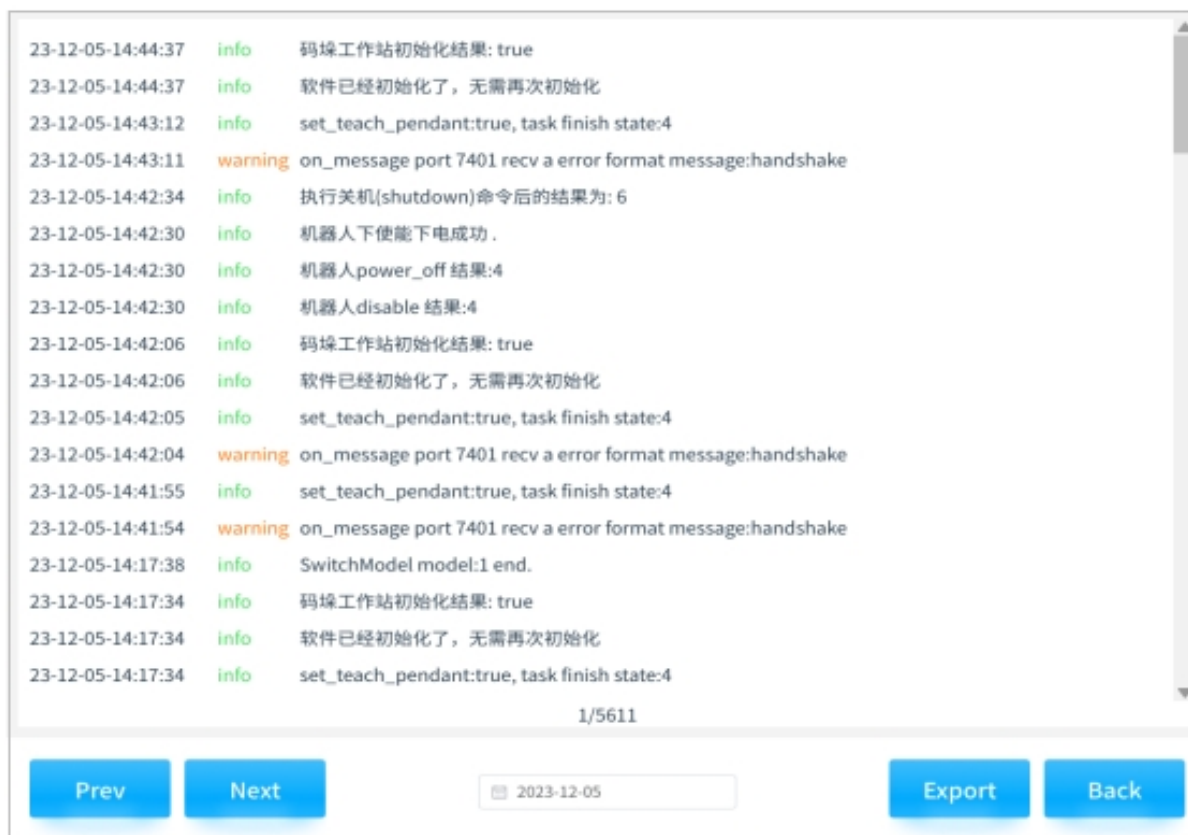 23-12-05-14:44:37 info 码垛工作站初始化结果: true
23-12-05-14:44:37 info 软件已经初始化了，无需再次初始化
23-12-05-14:43:12 info set_teach_pendant:true, task finish state:4
23-12-05-14:43:11 warning on_message port 7401 recv a error format message:handshake
23-12-05-14:42:34 info 执行关机(shutdown)命令后的结果为: 6
23-12-05-14:42:30 info 机器人下使能下电成功 .
23-12-05-14:42:30 info 机器人power_off 结果:4
23-12-05-14:42:30 info 机器人disable 结果:4
23-12-05-14:42:06 info 码垛工作站初始化结果: true
23-12-05-14:42:06 info 软件已经初始化了，无需再次初始化
23-12-05-14:42:05 info set_teach_pendant:true, task finish state:4
23-12-05-14:42:04 warning on_message port 7401 recv a error format message:handshake
23-12-05-14:41:55 info set_teach_pendant:true, task finish state:4
23-12-05-14:41:54 warning on_message port 7401 recv a error format message:handshake
23-12-05-14:17:38 info SwitchModel model:1 end.
23-12-05-14:17:34 info 码垛工作站初始化结果: true
23-12-05-14:17:34 info 软件已经初始化了，无需再次初始化
23-12-05-14:17:34 info set_teach_pendant:true, task finish state:4
1/5611
Prev Next 2023-12-05 Export Back